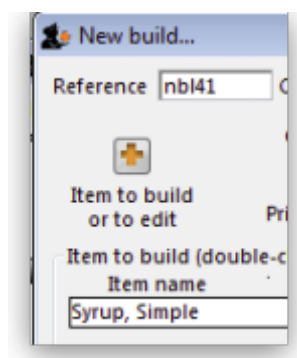 New build...
Reference nbl41
Item to build
or to edit
Item to build (double-c
Item name
Syrup, Simple